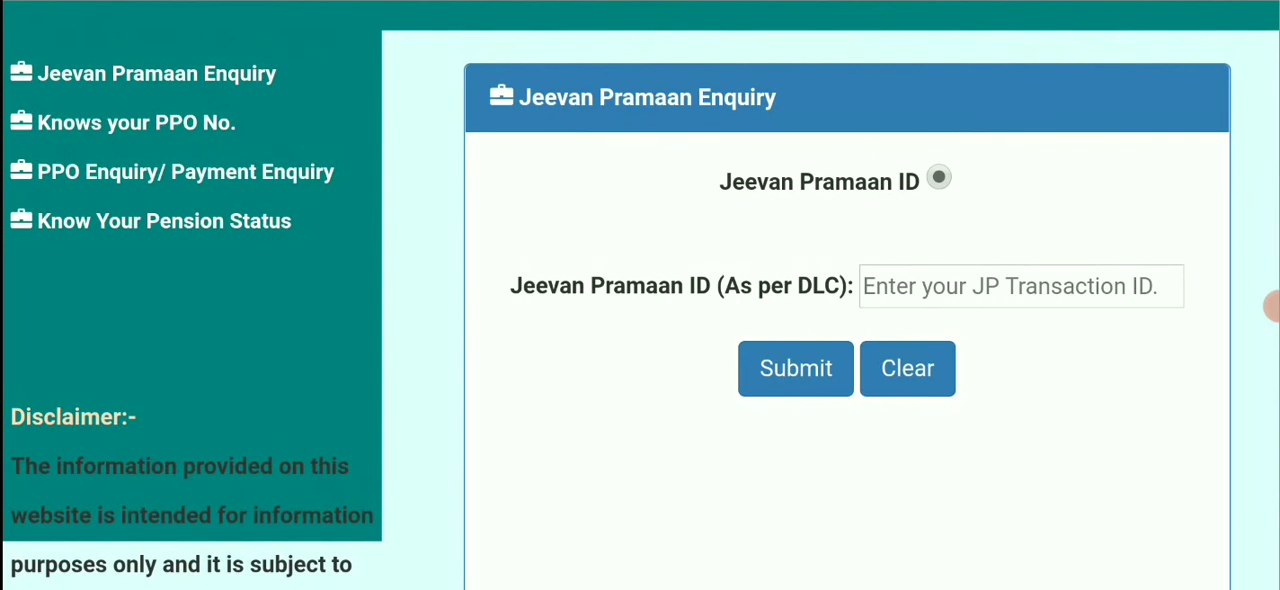 Jeevan Pramaan Enquiry
Knows your PPO No.
PPO Enquiry/ Payment Enquiry
Know Your Pension Status
Disclaimer:-
The information provided on this
website is intended for information
purposes only and it is subject to
Jeevan Pramaan Enquiry
Jeevan Pramaan ID
Jeevan Pramaan ID (As per DLC): Enter your JP Transaction ID.
Submit Clear